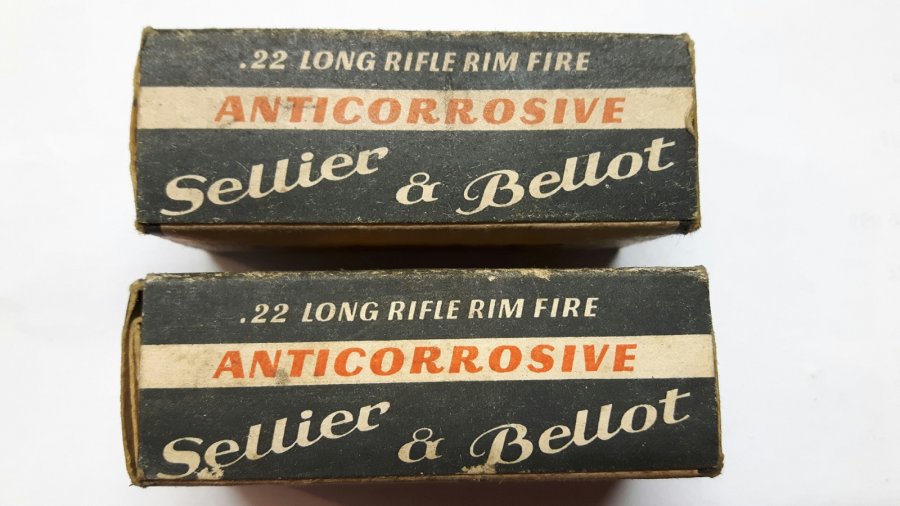 .22 LONG RIFLE RIM FIRE
ANTICORROSIVE
Sellier & Bellot
.22 LONG RIFLE RIM FIRE
ANTICORROSIVE
Sellier & Bellot